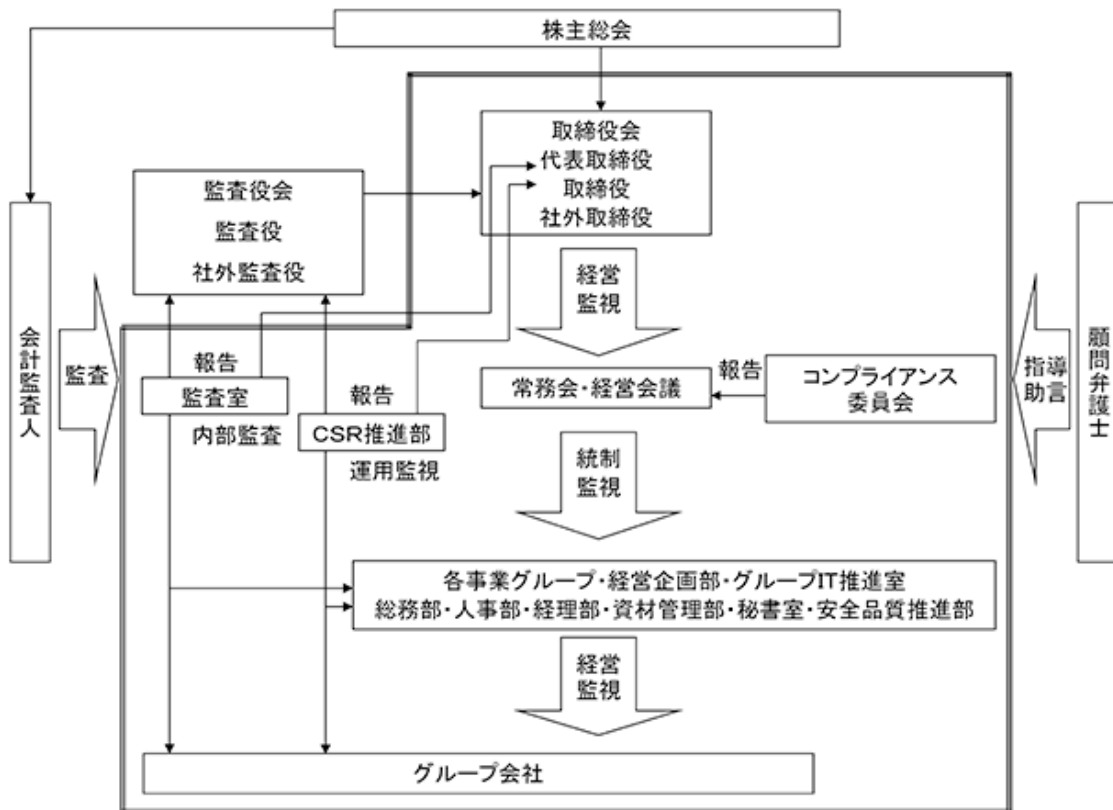 株主総会
取締役会
代表取締役
取締役
社外取締役
監査役会
監査役
社外監査役
経営
監視
会計監査人
監査
報告
監査室
内部監査
報告
CSR推進部
運用監視
常務会・経営会議
報告
コンプライアンス
委員会
指導
助言
顧問弁護士
統制
監視
各事業グループ・経営企画部・グループIT推進室
総務部・人事部・経理部・資材管理部・秘書室・安全品質推進部
経営
監視
グループ会社